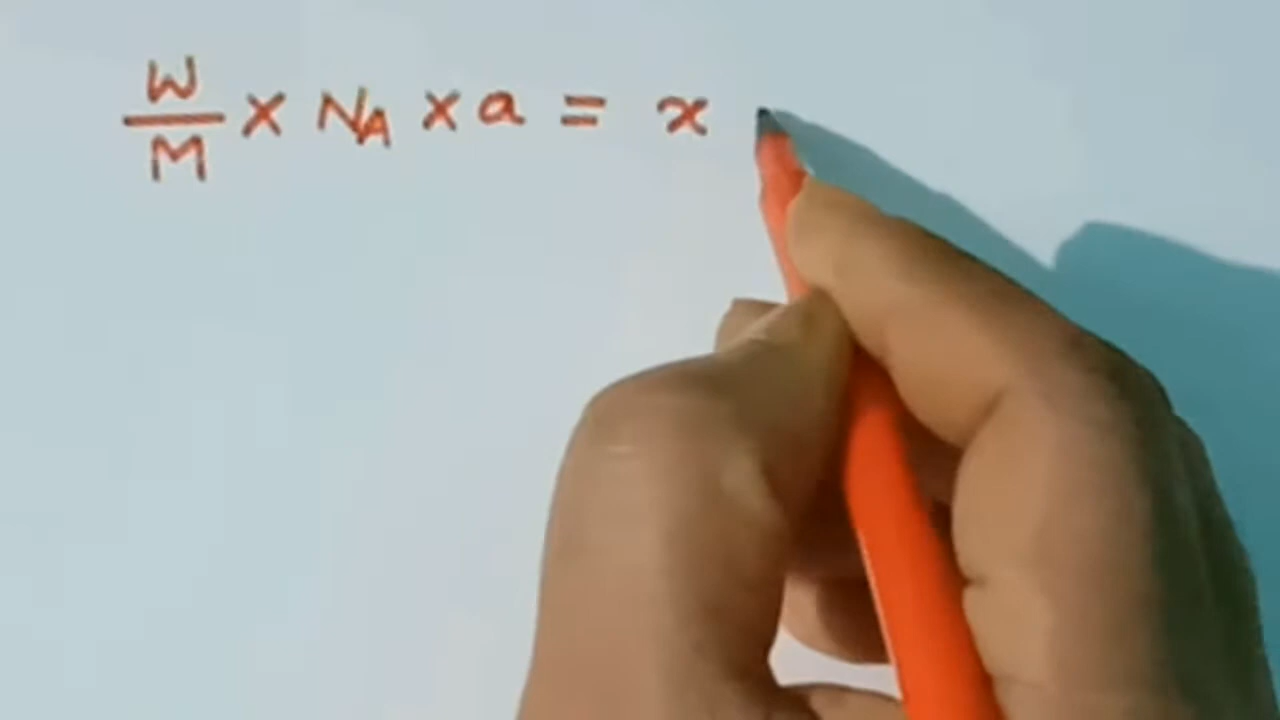 W/M × NA × a = x